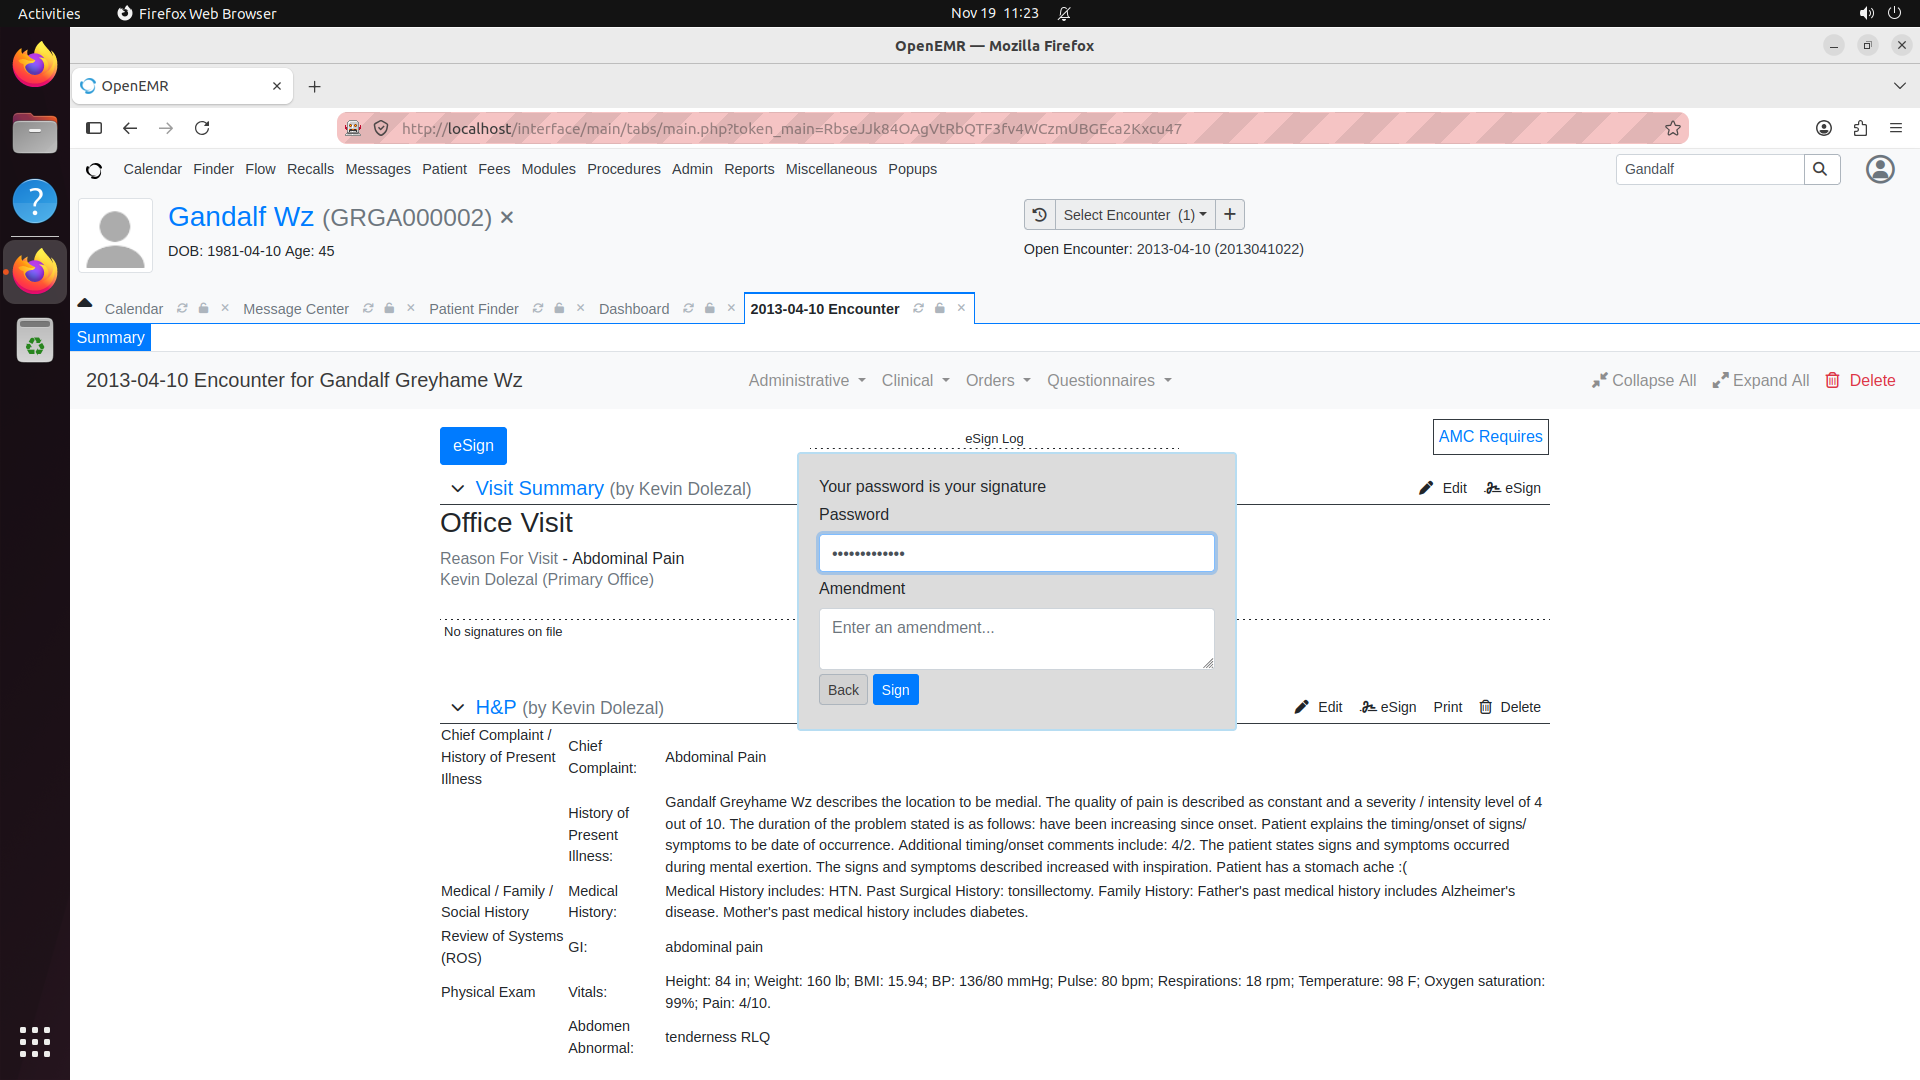 Activities
Firefox Web Browser
Nov 19 11:23
OpenEMR — Mozilla Firefox
OpenEMR
http://localhost/interface/main/tabs/main.php?token_main=RbseJJk84OAgVtRbQTF3fv4WCzmUBGEca2Kxcu47
Calendar Finder Flow Recalls Messages Patient Fees Modules Procedures Admin Reports Miscellaneous Popups
Gandalf
Gandalf Wz (GRGA000002)
DOB: 1981-04-10 Age: 45
Select Encounter (1)
Open Encounter: 2013-04-10 (2013041022)
Calendar
Message Center
Patient Finder
Dashboard
2013-04-10 Encounter
Summary
2013-04-10 Encounter for Gandalf Greyhame Wz
Administrative
Clinical
Orders
Questionnaires
Collapse All
Expand All
Delete
eSign
eSign Log
AMC Requires
Visit Summary (by Kevin Dolezal)
Edit
eSign
Office Visit
Reason For Visit - Abdominal Pain
Kevin Dolezal (Primary Office)
No signatures on file
Your password is your signature
Password
•••••••••••••
Amendment
Enter an amendment...
Back
Sign
H&P (by Kevin Dolezal)
Edit
eSign
Print
Delete
Chief Complaint /
History of Present
Illness
Chief
Complaint:
Abdominal Pain
History of
Present
Illness:
Gandalf Greyhame Wz describes the location to be medial. The quality of pain is described as constant and a severity / intensity level of 4
out of 10. The duration of the problem stated is as follows: have been increasing since onset. Patient explains the timing/onset of signs/
symptoms to be date of occurrence. Additional timing/onset comments include: 4/2. The patient states signs and symptoms occurred
during mental exertion. The signs and symptoms described increased with inspiration. Patient has a stomach ache :(
Medical / Family /
Social History
Medical
History:
Medical History includes: HTN. Past Surgical History: tonsillectomy. Family History: Father's past medical history includes Alzheimer's
disease. Mother's past medical history includes diabetes.
Review of Systems
(ROS)
GI:
abdominal pain
Physical Exam
Vitals:
Height: 84 in; Weight: 160 lb; BMI: 15.94; BP: 136/80 mmHg; Pulse: 80 bpm; Respirations: 18 rpm; Temperature: 98 F; Oxygen saturation:
99%; Pain: 4/10.
Abdomen
Abnormal:
tenderness RLQ